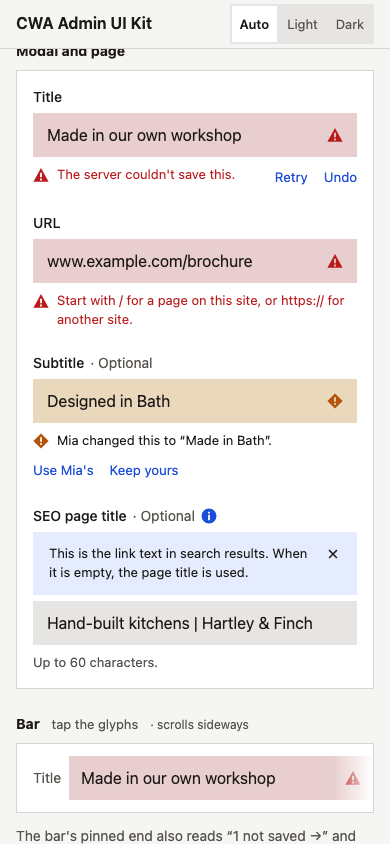 CWA Admin UI Kit
Auto Light Dark
Modal and page
Title
Made in our own workshop
The server couldn't save this. Retry Undo
URL
www.example.com/brochure
Start with / for a page on this site, or https:// for
another site.
Subtitle · Optional
Designed in Bath
Mia changed this to “Made in Bath”.
Use Mia's Keep yours
SEO page title · Optional
This is the link text in search results. When
it is empty, the page title is used.
Hand-built kitchens | Hartley & Finch
Up to 60 characters.
Bar tap the glyphs · scrolls sideways
Title Made in our own workshop
The bar's pinned end also reads “1 not saved →” and